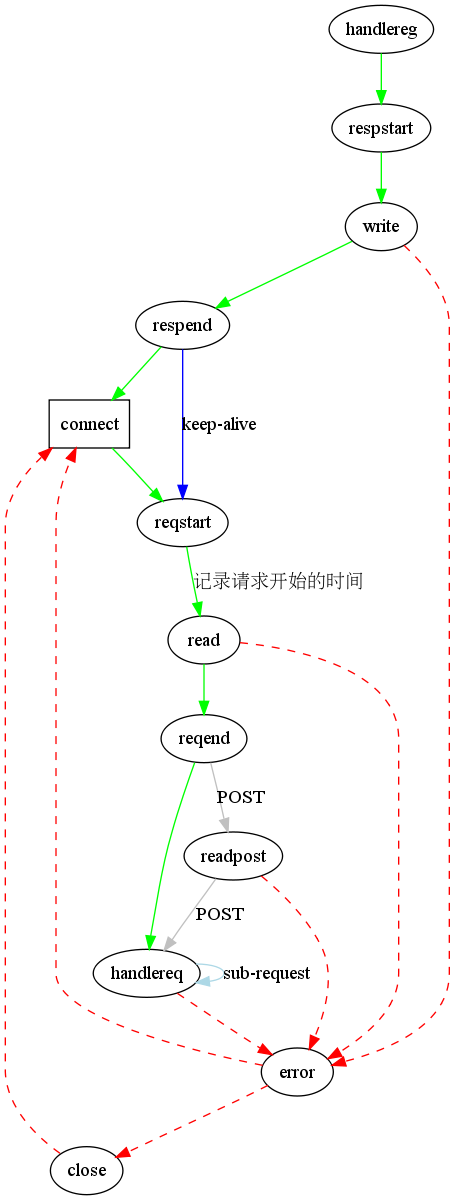 handlereg
respstart
write
respend
connect
keep-alive
reqstart
记录请求开始的时间
read
reqend
POST
readpost
POST
handlereq
sub-request
error
close